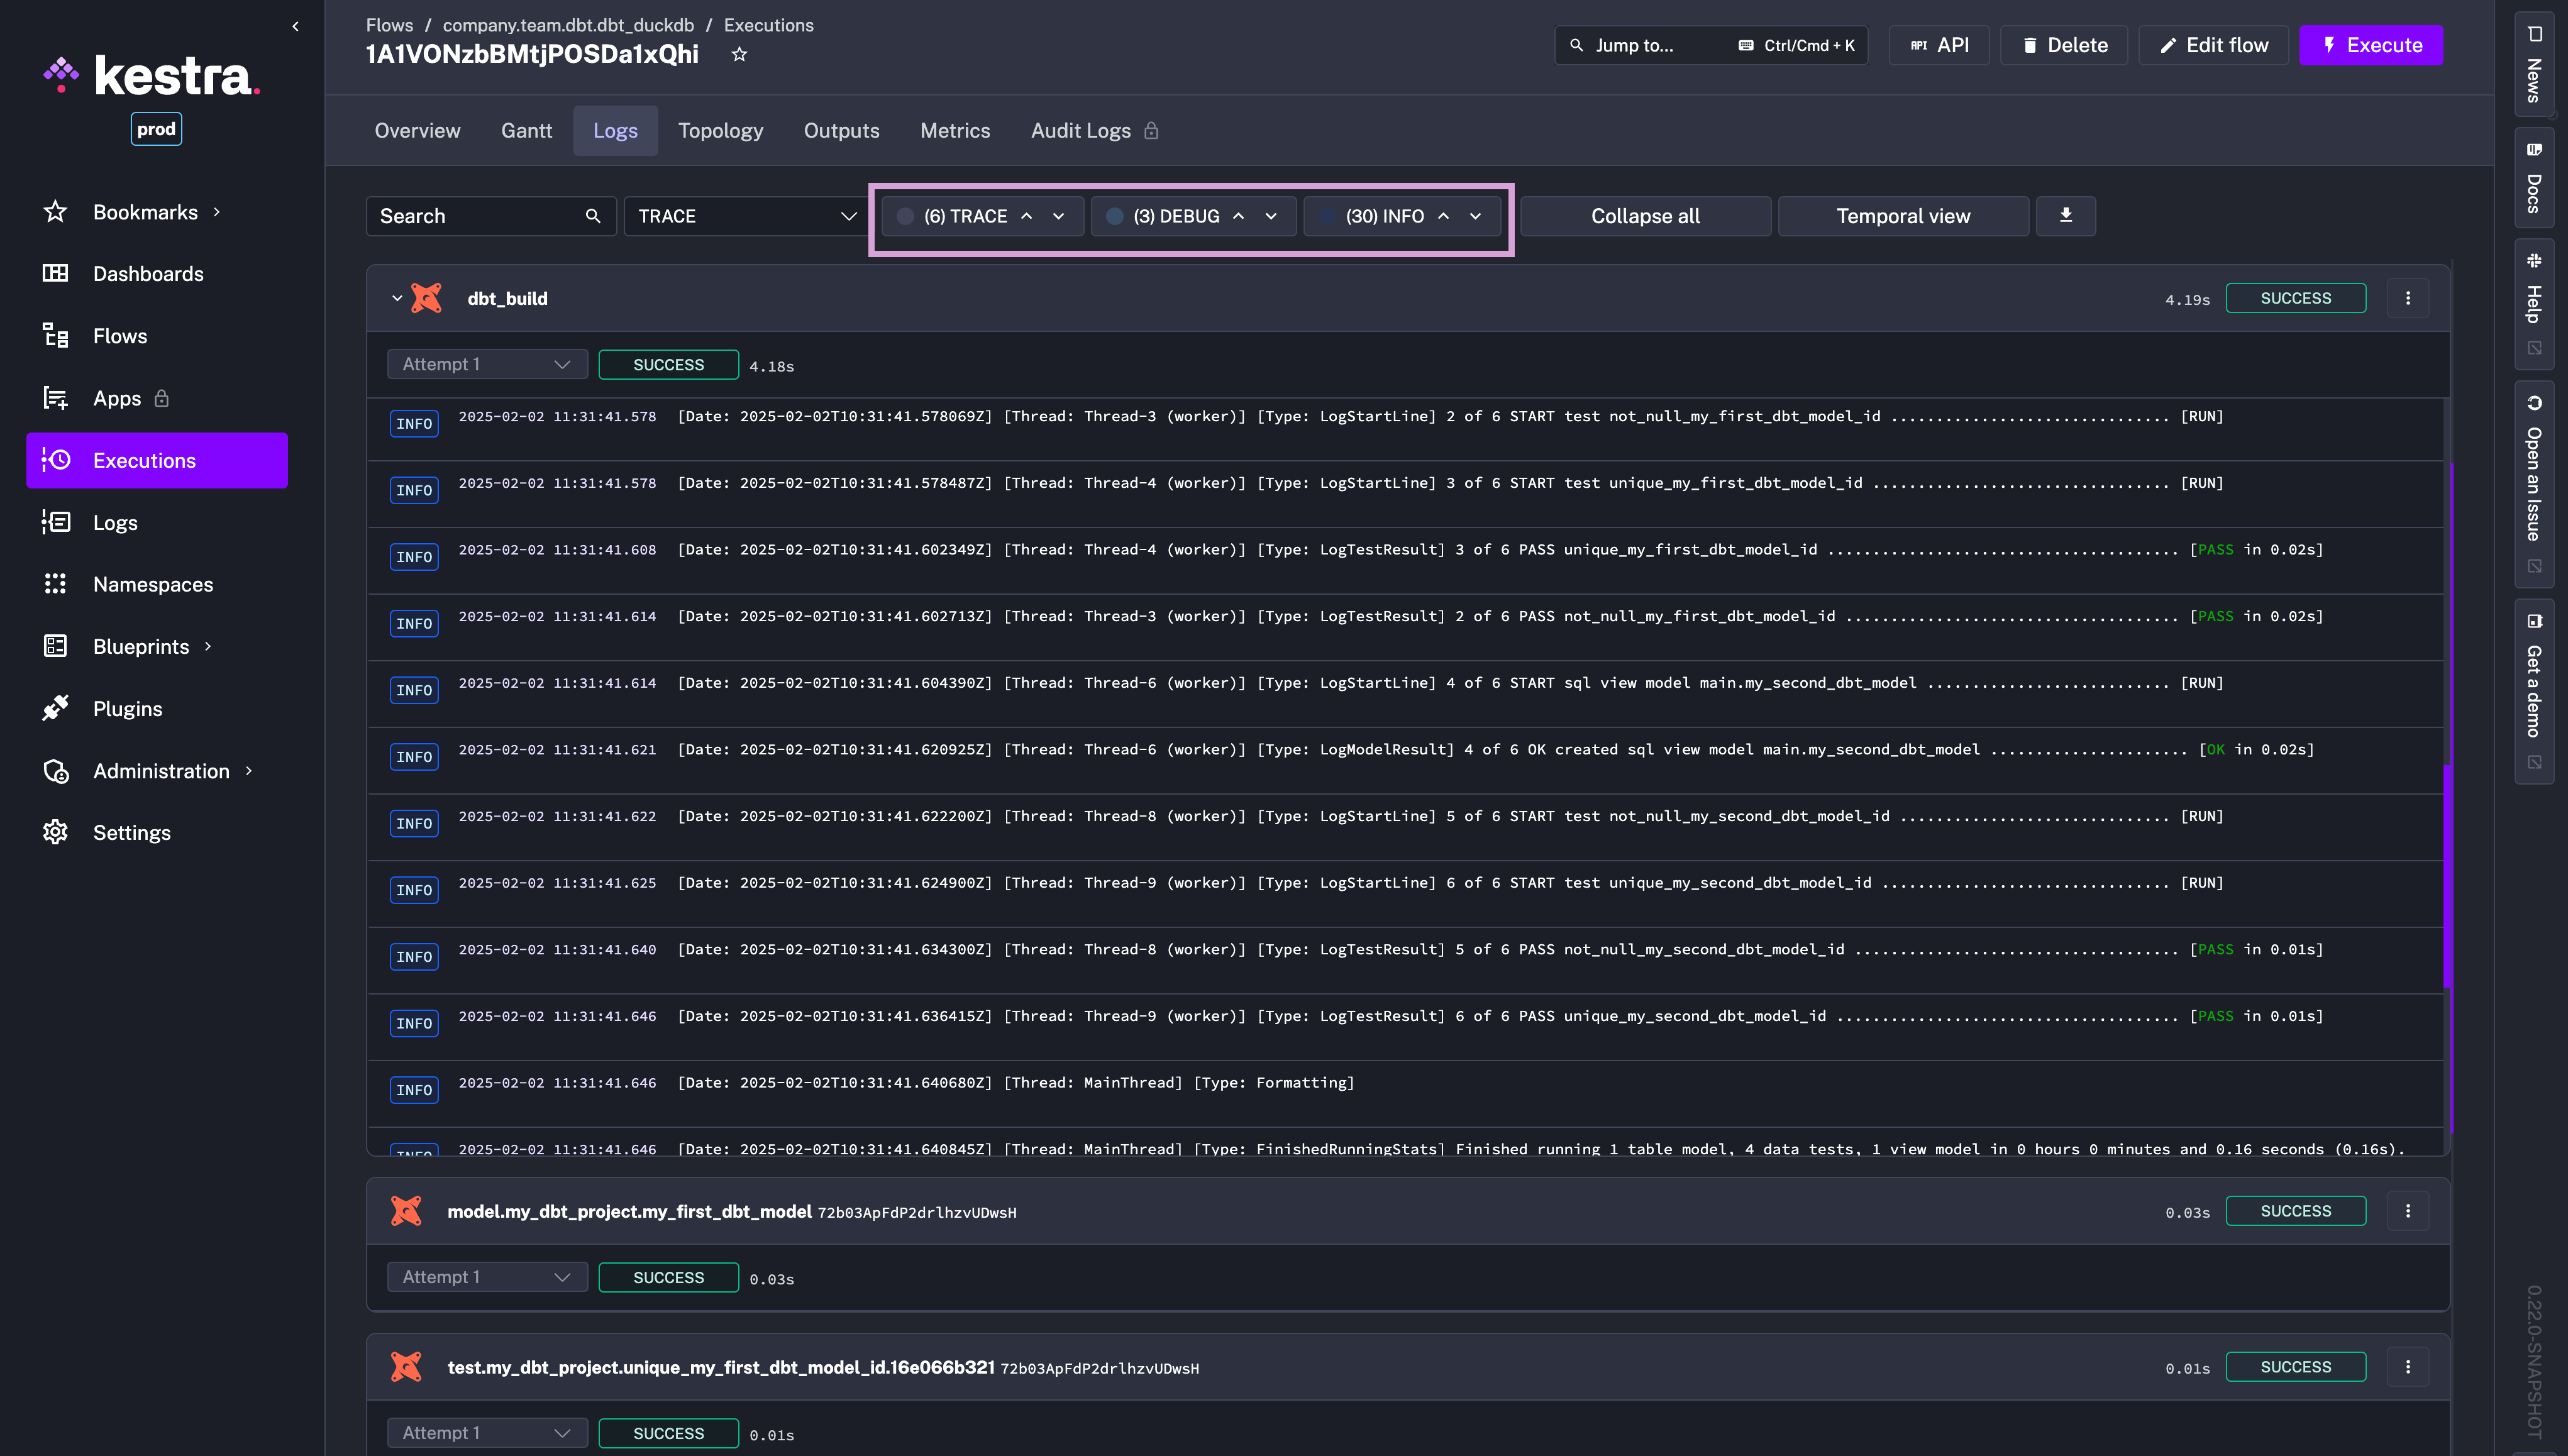 kestra.
prod
Bookmarks
Dashboards
Flows
Apps
Executions
Logs
Namespaces
Blueprints
Plugins
Administration
Settings
Flows / company.team.dbt.dbt_duckdb / Executions
1A1VONzbBMtjPOSDa1xQhi
Jump to... Ctrl/Cmd + K
API API
Delete
Edit flow
Execute
Overview Gantt Logs Topology Outputs Metrics Audit Logs
Search TRACE (6) TRACE (3) DEBUG (30) INFO Collapse all Temporal view
dbt_build 4.19s SUCCESS
Attempt 1 SUCCESS 4.18s
INFO 2025-02-02 11:31:41.578 [Date: 2025-02-02T10:31:41.578069Z] [Thread: Thread-3 (worker)] [Type: LogStartLine] 2 of 6 START test not_null_my_first_dbt_model_id ............................... [RUN]
INFO 2025-02-02 11:31:41.578 [Date: 2025-02-02T10:31:41.578487Z] [Thread: Thread-4 (worker)] [Type: LogStartLine] 3 of 6 START test unique_my_first_dbt_model_id ................................. [RUN]
INFO 2025-02-02 11:31:41.608 [Date: 2025-02-02T10:31:41.602349Z] [Thread: Thread-4 (worker)] [Type: LogTestResult] 3 of 6 PASS unique_my_first_dbt_model_id ....................................... [PASS in 0.02s]
INFO 2025-02-02 11:31:41.614 [Date: 2025-02-02T10:31:41.602713Z] [Thread: Thread-3 (worker)] [Type: LogTestResult] 2 of 6 PASS not_null_my_first_dbt_model_id ..................................... [PASS in 0.02s]
INFO 2025-02-02 11:31:41.614 [Date: 2025-02-02T10:31:41.604390Z] [Thread: Thread-6 (worker)] [Type: LogStartLine] 4 of 6 START sql view model main.my_second_dbt_model ........................... [RUN]
INFO 2025-02-02 11:31:41.621 [Date: 2025-02-02T10:31:41.620925Z] [Thread: Thread-6 (worker)] [Type: LogModelResult] 4 of 6 OK created sql view model main.my_second_dbt_model ...................... [OK in 0.02s]
INFO 2025-02-02 11:31:41.622 [Date: 2025-02-02T10:31:41.622200Z] [Thread: Thread-8 (worker)] [Type: LogStartLine] 5 of 6 START test not_null_my_second_dbt_model_id .............................. [RUN]
INFO 2025-02-02 11:31:41.625 [Date: 2025-02-02T10:31:41.624900Z] [Thread: Thread-9 (worker)] [Type: LogStartLine] 6 of 6 START test unique_my_second_dbt_model_id ................................ [RUN]
INFO 2025-02-02 11:31:41.640 [Date: 2025-02-02T10:31:41.634300Z] [Thread: Thread-8 (worker)] [Type: LogTestResult] 5 of 6 PASS not_null_my_second_dbt_model_id .................................... [PASS in 0.01s]
INFO 2025-02-02 11:31:41.646 [Date: 2025-02-02T10:31:41.636415Z] [Thread: Thread-9 (worker)] [Type: LogTestResult] 6 of 6 PASS unique_my_second_dbt_model_id ...................................... [PASS in 0.01s]
INFO 2025-02-02 11:31:41.646 [Date: 2025-02-02T10:31:41.640680Z] [Thread: MainThread] [Type: Formatting]
INFO 2025-02-02 11:31:41.646 [Date: 2025-02-02T10:31:41.640845Z] [Thread: MainThread] [Type: FinishedRunningStats] Finished running 1 table model, 4 data tests, 1 view model in 0 hours 0 minutes and 0.16 seconds (0.16s).
model.my_dbt_project.my_first_dbt_model 72b03ApFdP2drlhzvUDwsH 0.03s SUCCESS
Attempt 1 SUCCESS 0.03s
test.my_dbt_project.unique_my_first_dbt_model_id.16e066b321 72b03ApFdP2drlhzvUDwsH 0.01s SUCCESS
Attempt 1 SUCCESS 0.01s
News
Docs
Help
Open an Issue
Get a demo
0.22.0-SNAPSHOT